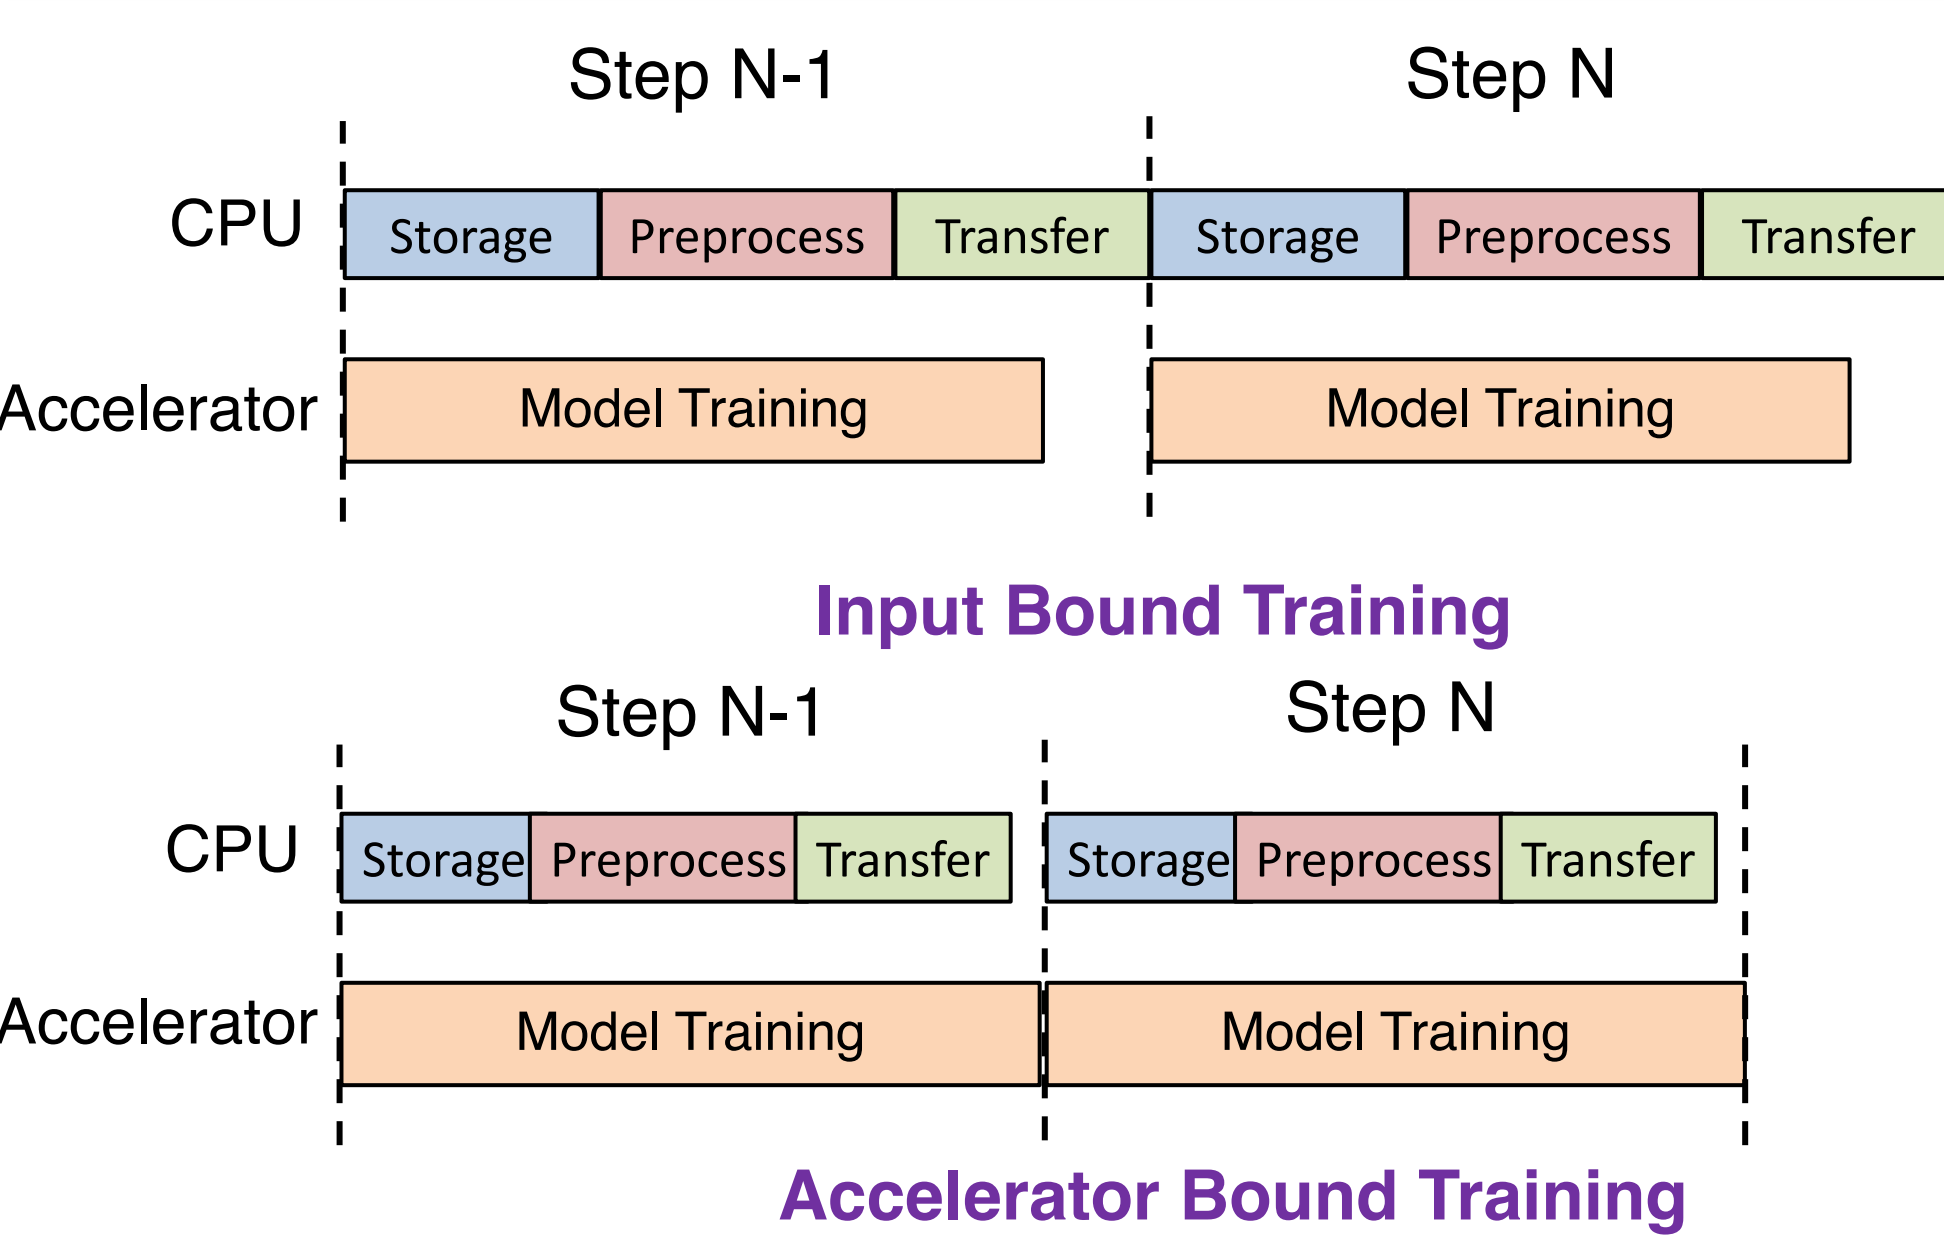 Step N-1 Step N
CPU Storage Preprocess Transfer Storage Preprocess Transfer
Accelerator Model Training Model Training
Input Bound Training
Step N-1 Step N
CPU Storage Preprocess Transfer Storage Preprocess Transfer
Accelerator Model Training Model Training
Accelerator Bound Training